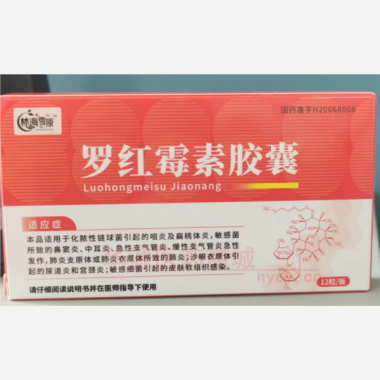 林海雪原
国药准字H20068008
罗红霉素胶囊
Luohongmeisu Jiaonang
适应症
本品适用于化脓性链球菌引起的咽炎及扁桃体炎，敏感菌
所致的鼻窦炎、中耳炎、急性支气管炎、慢性支气管炎急性
发作，肺炎支原体或肺炎衣原体所致的肺炎；沙眼衣原体引
起的尿道炎和宫颈炎；敏感细菌引起的皮肤软组织感染。
请仔细阅读说明书并在医师指导下使用
12粒/板